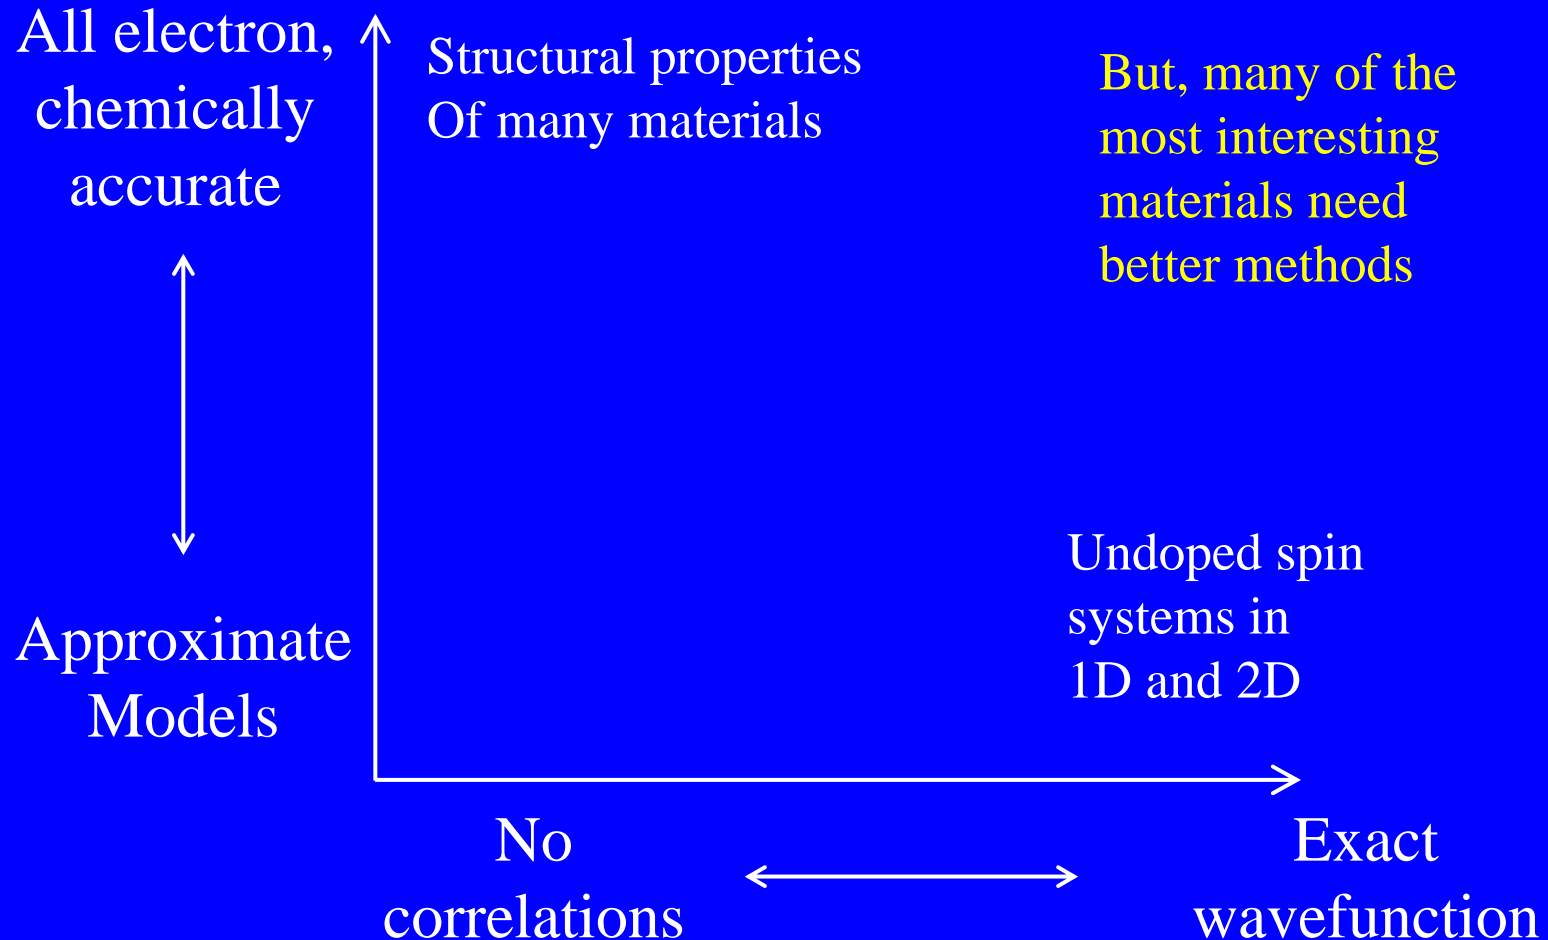 All electron,
chemically
accurate
Structural properties
Of many materials
But, many of the
most interesting
materials need
better methods
Approximate
Models
Undoped spin
systems in
1D and 2D
No
correlations
Exact
wavefunction